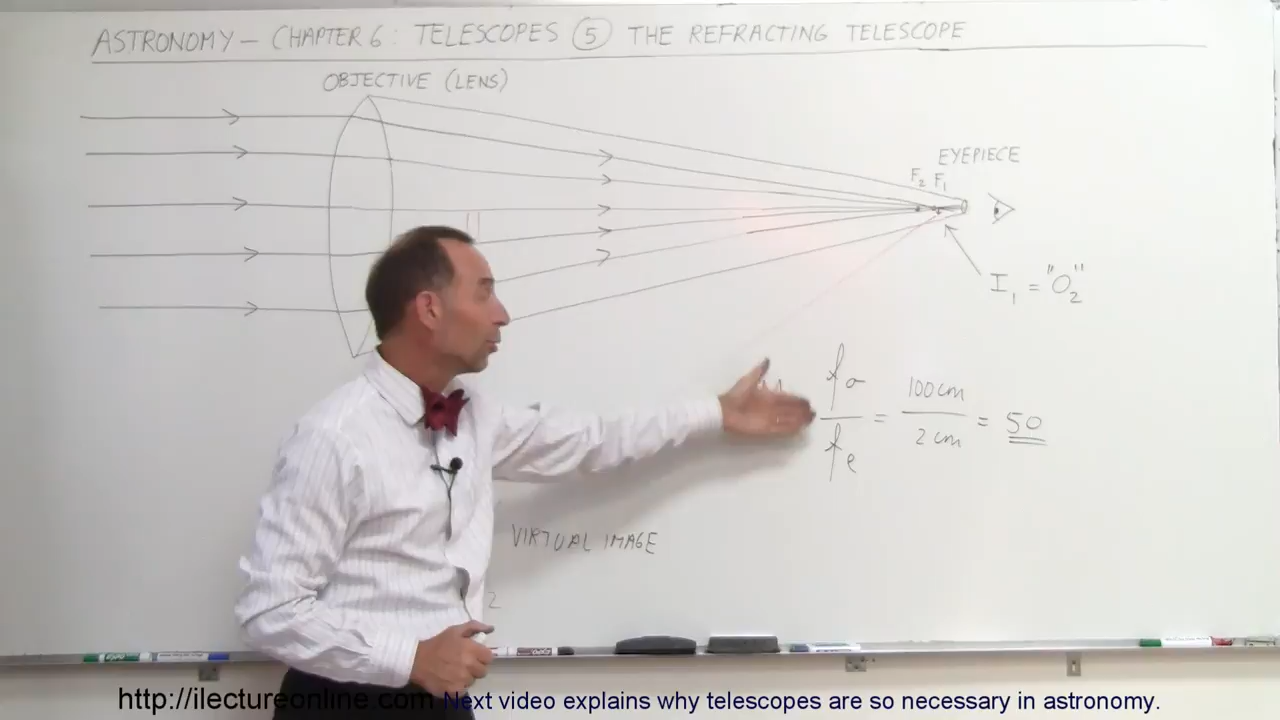 ASTRONOMY – CHAPTER 6: TELESCOPES ⑤ THE REFRACTING TELESCOPE
OBJECTIVE (LENS)
EYEPIECE
F₂ F₁
I₁ = "O₂"
fₒ / fₑ = 100 cm / 2 cm = 50
VIRTUAL IMAGE
2
http://ilectureonline.com Next video explains why telescopes are so necessary in astronomy.